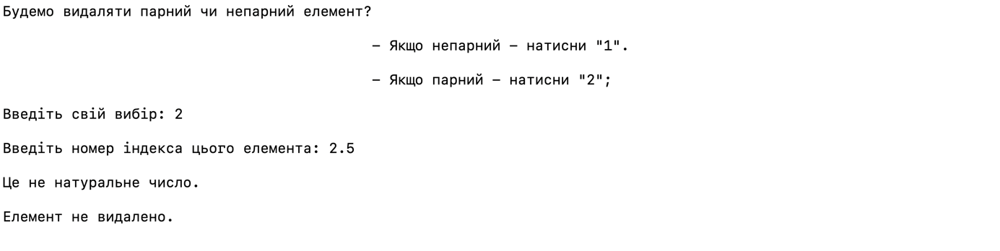 Будемо видаляти парний чи непарний елемент?
– Якщо непарний – натисни "1".
– Якщо парний – натисни "2";
Введіть свій вибір: 2
Введіть номер індекса цього елемента: 2.5
Це не натуральне число.
Елемент не видалено.